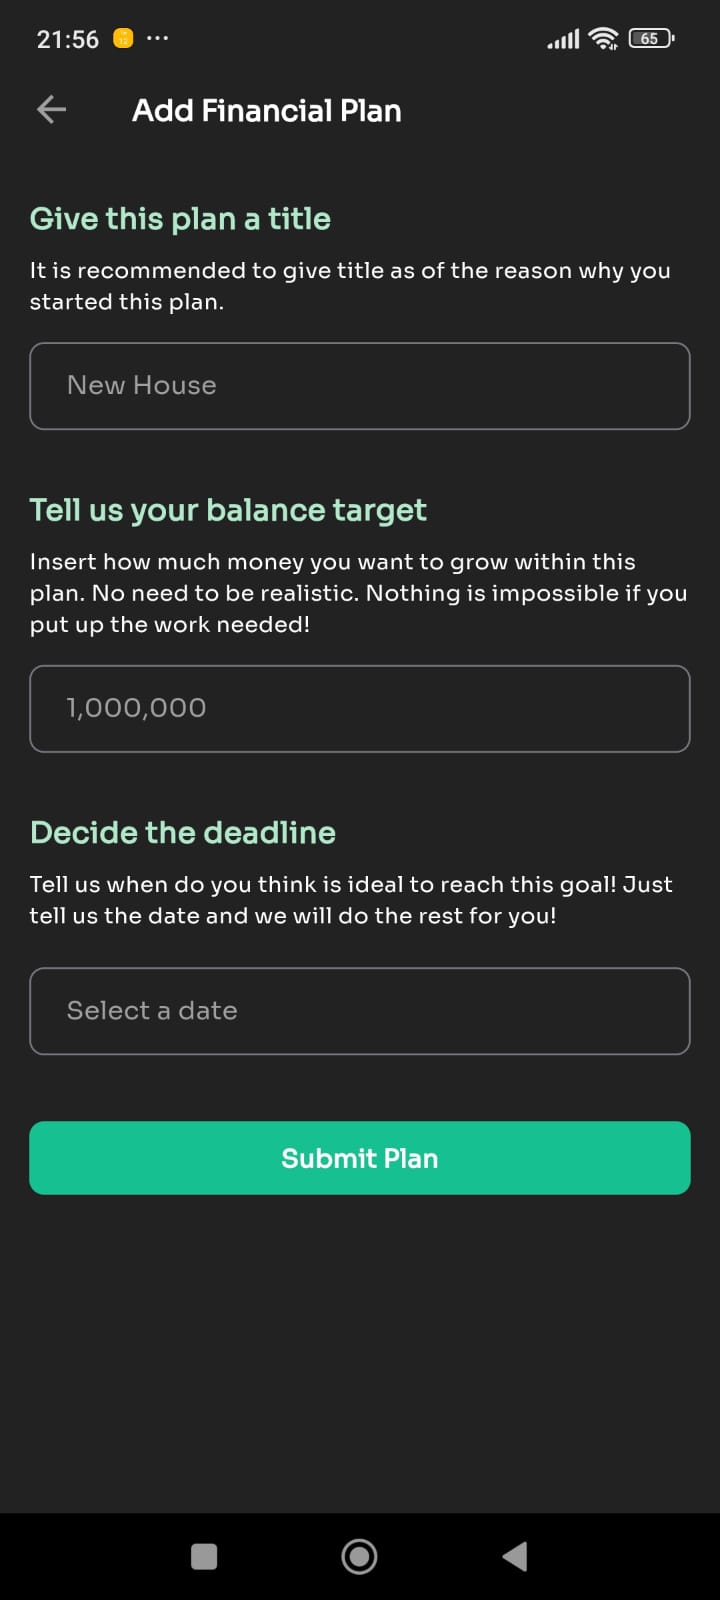 21:56
65
Add Financial Plan
Give this plan a title
It is recommended to give title as of the reason why you
started this plan.
New House
Tell us your balance target
Insert how much money you want to grow within this
plan. No need to be realistic. Nothing is impossible if you
put up the work needed!
1,000,000
Decide the deadline
Tell us when do you think is ideal to reach this goal! Just
tell us the date and we will do the rest for you!
Select a date
Submit Plan